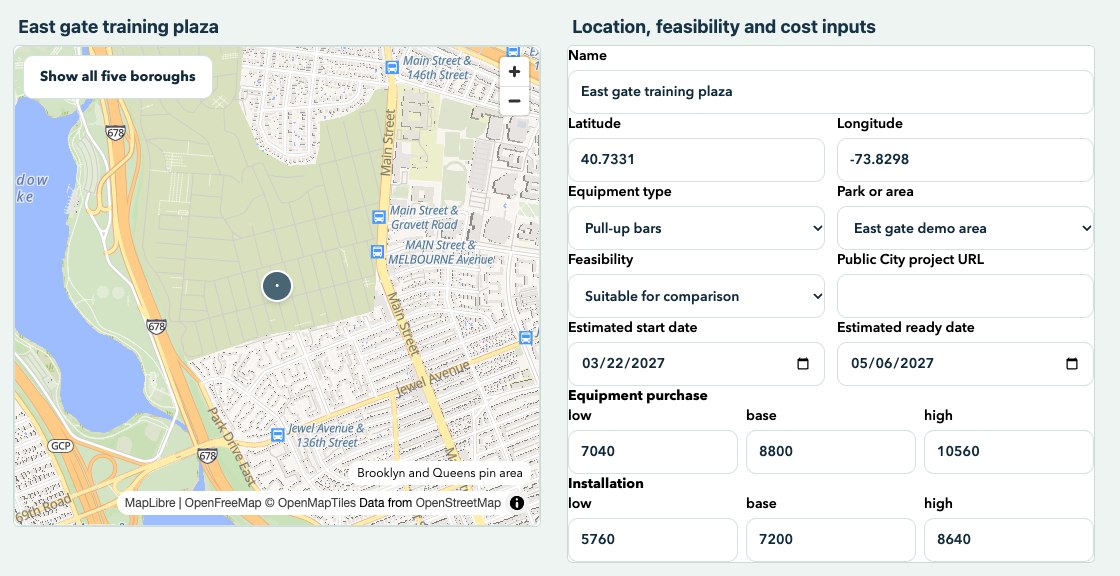 East gate training plaza
Show all five boroughs
+
−
Main Street &
146th Street
678
Main Street
dow
ke
Main Street &
Gravett Road
MAIN Street &
MELBOURNE Avenue
678
Main Street
Jewel Avenue
Park Drive East
Jewel Avenue &
136th Street
GCP
678
69th Road
Brooklyn and Queens pin area
MapLibre | OpenFreeMap © OpenMapTiles Data from OpenStreetMap
Location, feasibility and cost inputs
Name
East gate training plaza
Latitude
Longitude
40.7331
-73.8298
Equipment type
Park or area
Pull-up bars
East gate demo area
Feasibility
Public City project URL
Suitable for comparison
Estimated start date
Estimated ready date
03/22/2027
05/06/2027
Equipment purchase
low
base
high
7040
8800
10560
Installation
low
base
high
5760
7200
8640